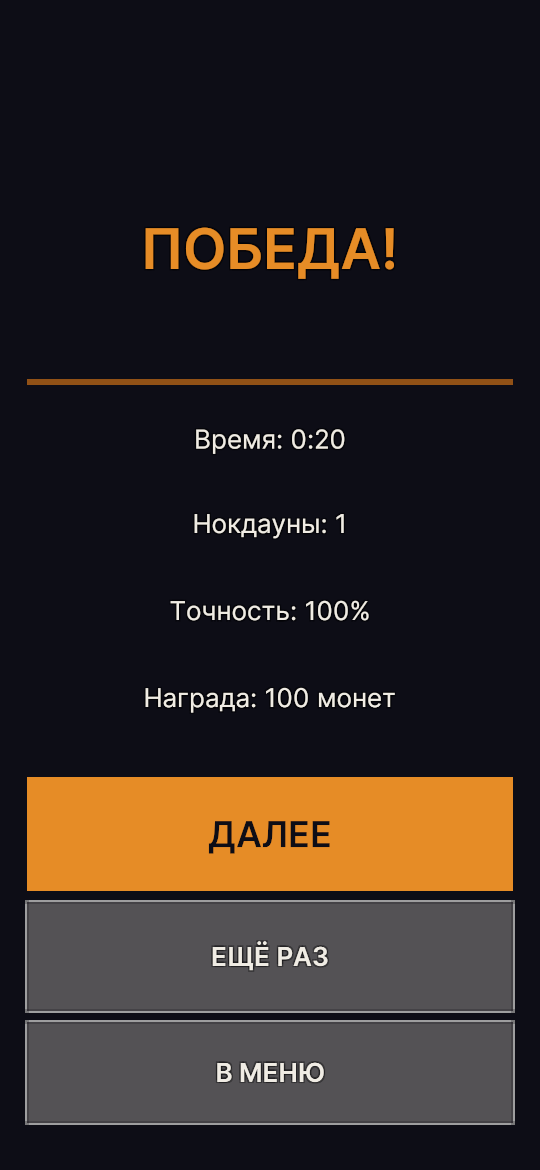 ПОБЕДА!
Время: 0:20
Нокдауны: 1
Точность: 100%
Награда: 100 монет
ДАЛЕЕ
ЕЩЁ РАЗ
В МЕНЮ